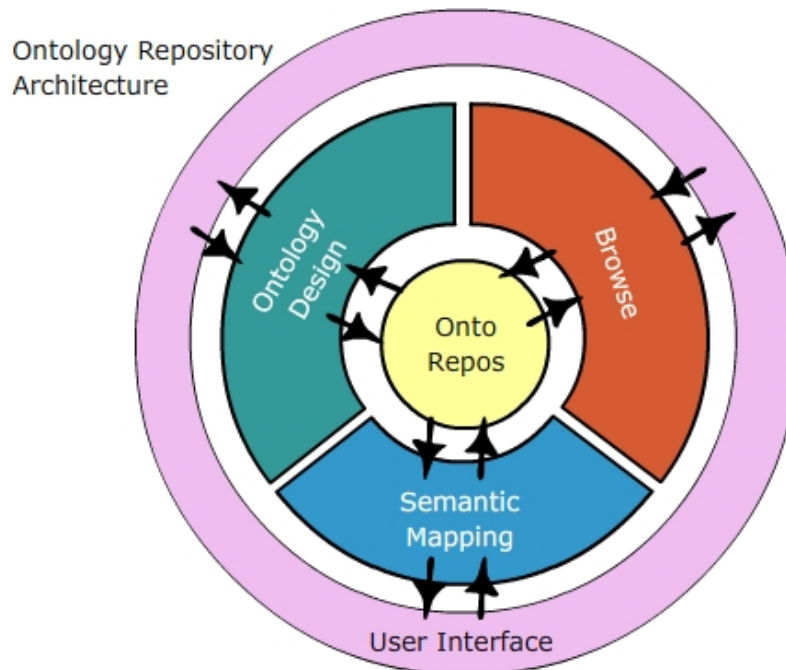 Ontology Repository
Architecture
Ontology
Design
Browse
Onto
Repos
Semantic
Mapping
User Interface